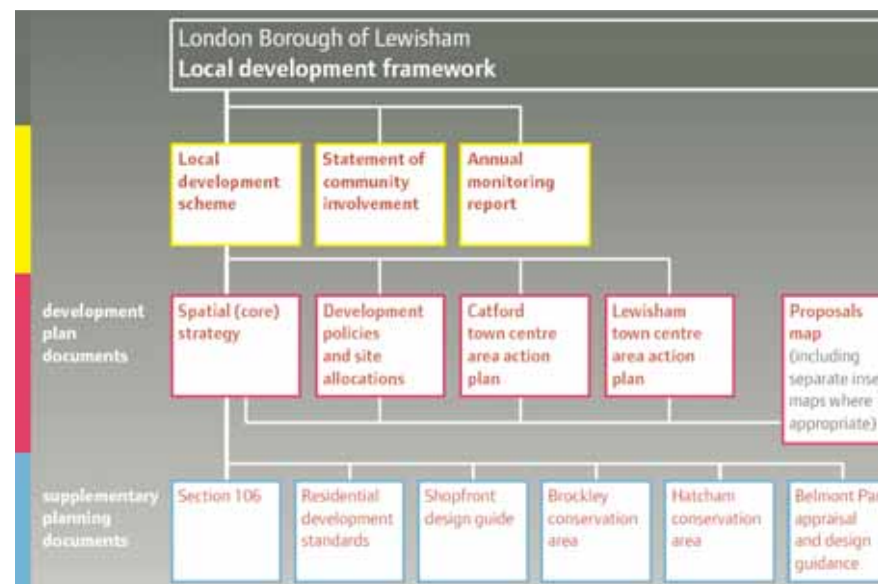 London Borough of Lewisham
Local development framework
Local
development
scheme
Statement of
community
involvement
Annual
monitoring
report
development
plan
documents
Spatial (core)
strategy
Development
policies
and site
allocations
Catford
town centre
area action
plan
Lewisham
town centre
area action
plan
Proposals
map
(including
separate inse
maps where
appropriate)
supplementary
planning
documents
Section 106
Residential
development
standards
Shopfront
design guide
Brockley
conservation
area
Hatcham
conservation
area
Belmont Par
appraisal
and design
guidance